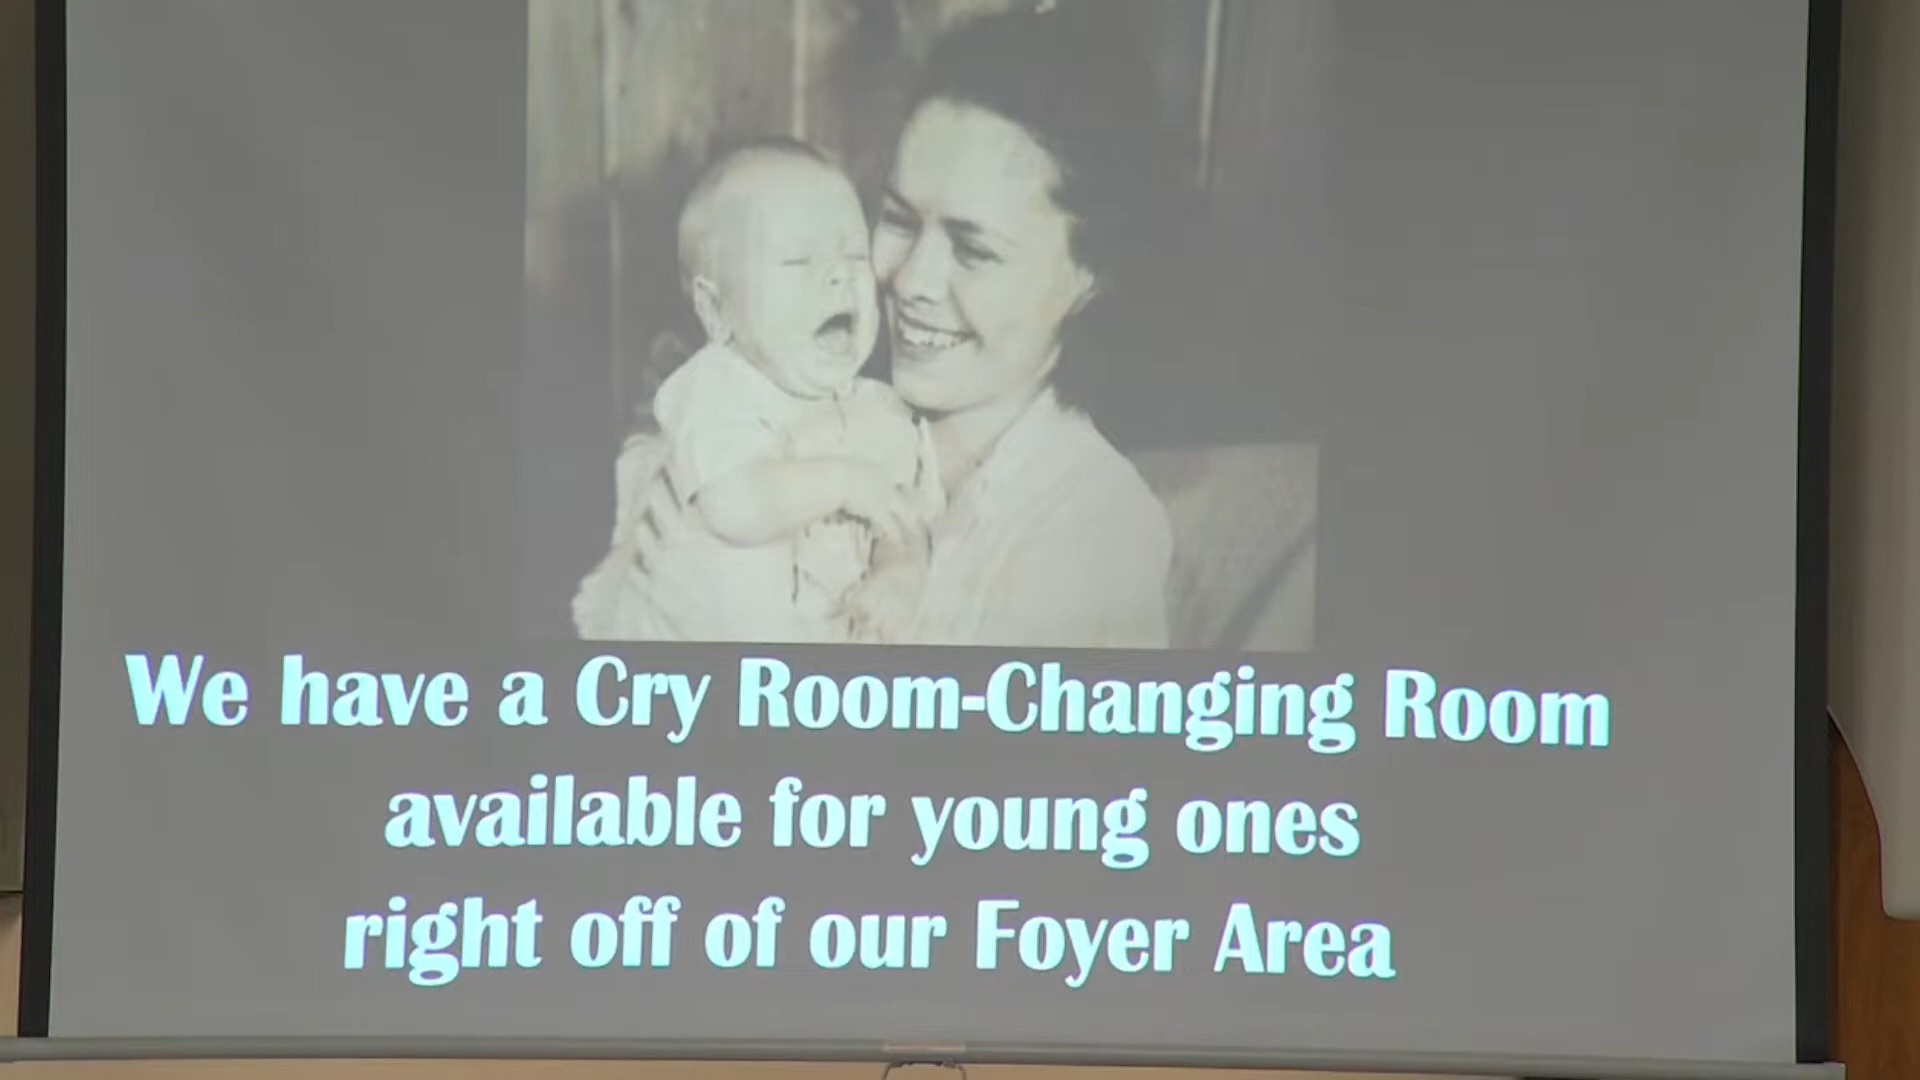 We have a Cry Room-Changing Room
available for young ones
right off of our Foyer Area